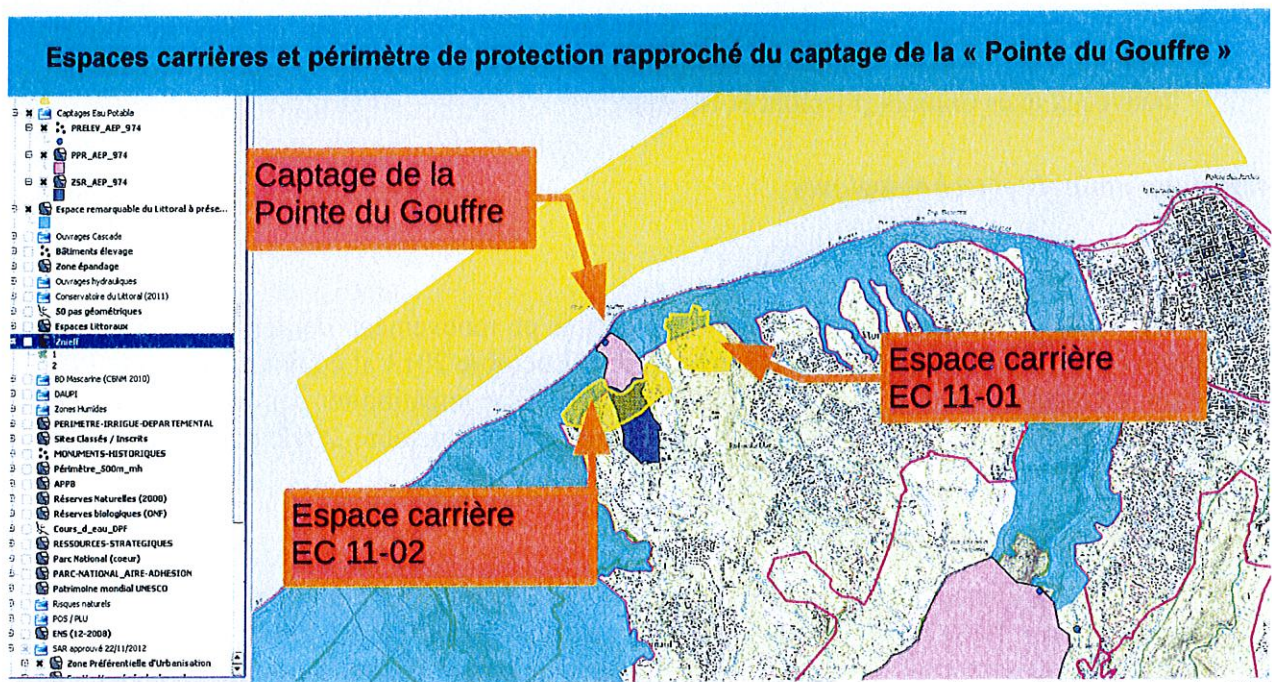 Espaces carrières et périmètre de protection rapproché du captage de la « Pointe du Gouffre »
Captages Eau Potable
PRELEV_AEP_974
PPR_AEP_974
ZSR_AEP_974
Espace remarquable du Littoral à prése...
Ouvrages Cascade
Bâtiments élevage
Zone épandage
Ouvrages hydrauliques
Conservatoire du Littoral (2011)
50 pas géométriques
Espaces Littoraux
Znieff
1
2
BD Mascarine (CBNM 2010)
DAUPI
Zones Humides
PERIMETRE-IRRIGUE-DEPARTEMENTAL
Sites Classés / Inscrits
MONUMENTS-HISTORIQUES
Périmètre_500m_mh
APPB
Réserves Naturelles (2000)
Réserves biologiques (ONF)
Cours_d_eau_DPF
RESSOURCES-STRATEGIQUES
Parc National (coeur)
PARC-NATIONAL_AIRE-ADHESION
Patrimoine mondial UNESCO
Risques naturels
POS / PLU
ENS (12-2008)
SAR approuvé 22/11/2012
Zone Préférentielle d'Urbanisation
Captage de la
Pointe du Gouffre
Espace carrière
EC 11-01
Espace carrière
EC 11-02